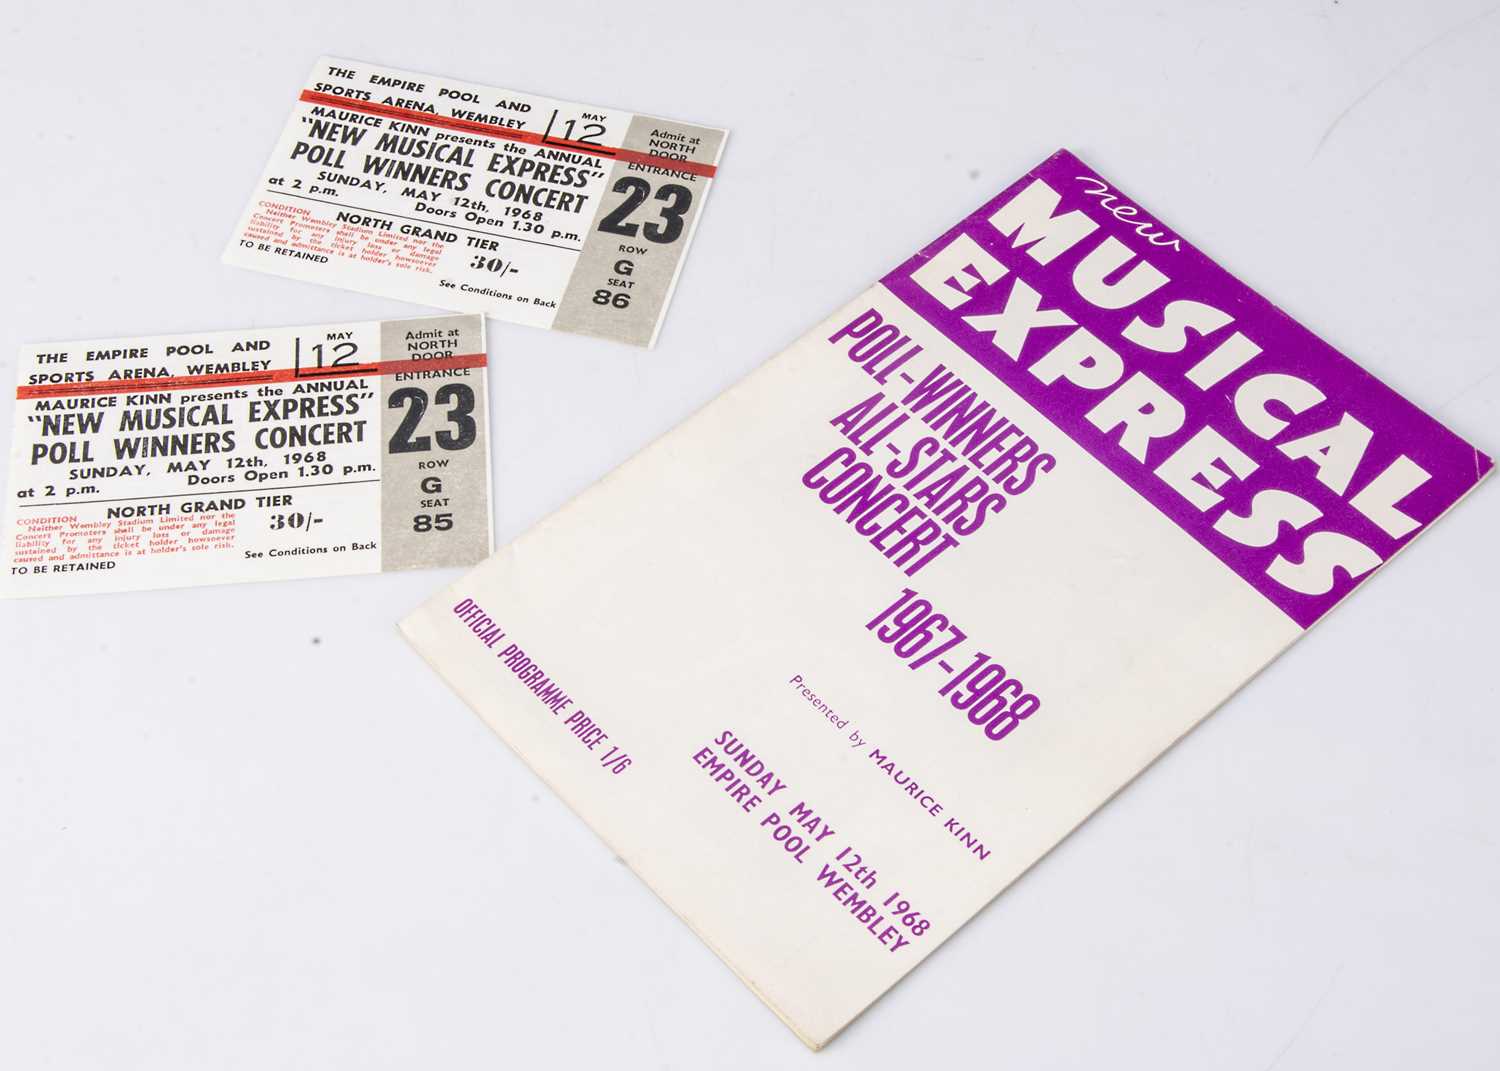 THE EMPIRE POOL AND
SPORTS ARENA, WEMBLEY
MAY
12
MAURICE KINN presents the ANNUAL
"NEW MUSICAL EXPRESS"
POLL WINNERS CONCERT
SUNDAY, MAY 12th, 1968
at 2 p.m. Doors Open 1.30 p.m.
NORTH GRAND TIER
CONDITION
Neither Wembley Stadium Limited nor the
Concert Promoters shall be under any legal
liability for any injury loss or damage
sustained by the ticket holder howsoever
caused and admittance is at holder's sole risk.
30/-
See Conditions on Back
TO BE RETAINED
Admit at
NORTH
DOOR
ENTRANCE
23
ROW
G
SEAT
86
THE EMPIRE POOL AND
SPORTS ARENA, WEMBLEY
MAY
12
MAURICE KINN presents the ANNUAL
"NEW MUSICAL EXPRESS"
POLL WINNERS CONCERT
SUNDAY, MAY 12th, 1968
at 2 p.m. Doors Open 1.30 p.m.
NORTH GRAND TIER
CONDITION
Neither Wembley Stadium Limited nor the
Concert Promoters shall be under any legal
liability for any injury loss or damage
sustained by the ticket holder howsoever
caused and admittance is at holder's sole risk.
30/-
See Conditions on Back
TO BE RETAINED
Admit at
NORTH
DOOR
ENTRANCE
23
ROW
G
SEAT
85
new
MUSICAL
EXPRESS
POLL-WINNERS
ALL-STARS
CONCERT
1967-1968
Presented by MAURICE KINN
SUNDAY MAY 12th 1968
EMPIRE POOL WEMBLEY
OFFICIAL PROGRAMME PRICE 1/6